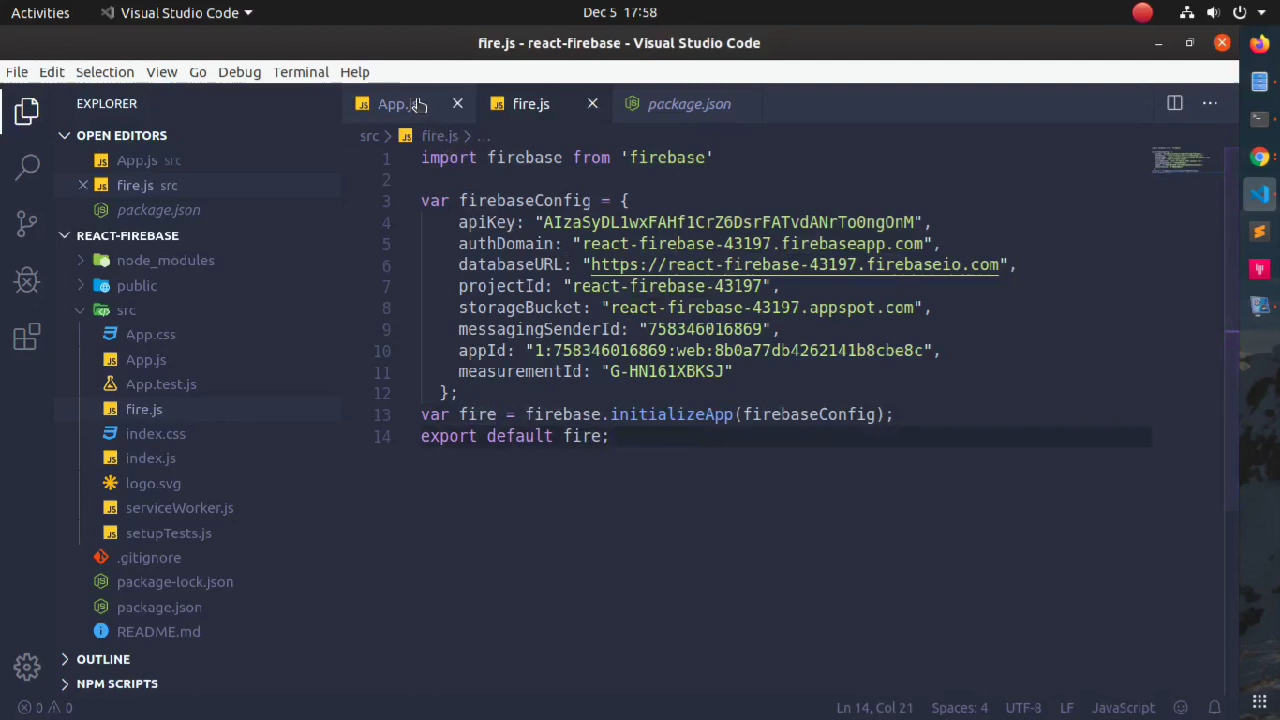 Activities
Visual Studio Code
Dec 5 17:58
fire.js - react-firebase - Visual Studio Code
File Edit Selection View Go Debug Terminal Help
EXPLORER
OPEN EDITORS
App.js src
fire.js src
package.json
REACT-FIREBASE
node_modules
public
src
App.css
App.js
App.test.js
fire.js
index.css
index.js
logo.svg
serviceWorker.js
setupTests.js
.gitignore
package-lock.json
package.json
README.md
OUTLINE
NPM SCRIPTS
JS fire.js package.json
src > JS fire.js > ...
1 import firebase from 'firebase'
2
3 var firebaseConfig = {
4 apiKey: "AIzaSyDL1wxFAHf1CrZ6DsrFATvdANrTo0ngOnM",
5 authDomain: "react-firebase-43197.firebaseapp.com",
6 databaseURL: "https://react-firebase-43197.firebaseio.com",
7 projectId: "react-firebase-43197",
8 storageBucket: "react-firebase-43197.appspot.com",
9 messagingSenderId: "758346016869",
10 appId: "1:758346016869:web:8b0a77db4262141b8cbe8c",
11 measurementId: "G-HN161XBKSJ"
12 };
13 var fire = firebase.initializeApp(firebaseConfig);
14 export default fire;
0 0
Ln 14, Col 21 Spaces: 4 UTF-8 LF JavaScript